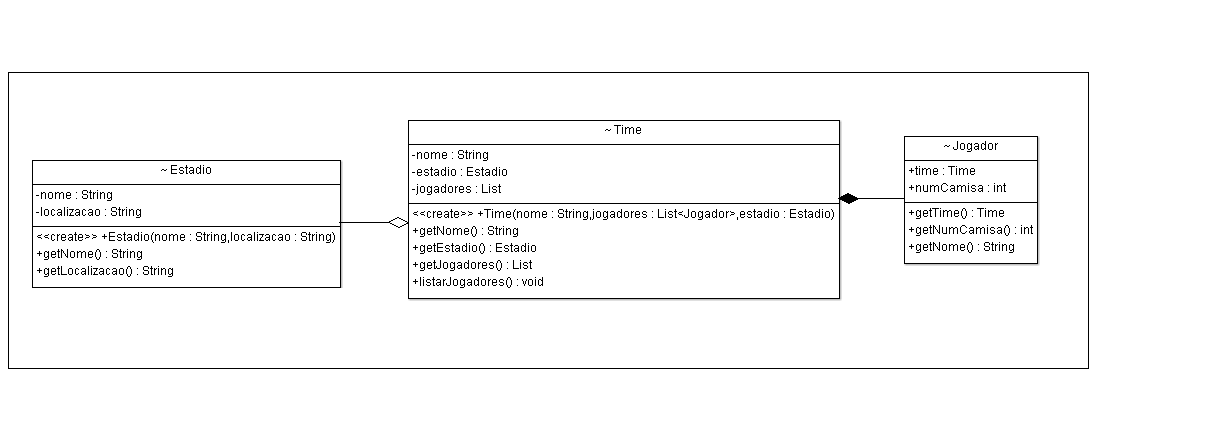 ~ Estadio
-nome : String
-localizacao : String
<<create>> +Estadio(nome : String,localizacao : String)
+getNome() : String
+getLocalizacao() : String
~ Time
-nome : String
-estadio : Estadio
-jogadores : List
<<create>> +Time(nome : String,jogadores : List<Jogador>,estadio : Estadio)
+getNome() : String
+getEstadio() : Estadio
+getJogadores() : List
+listarJogadores() : void
~ Jogador
+time : Time
+numCamisa : int
+getTime() : Time
+getNumCamisa() : int
+getNome() : String